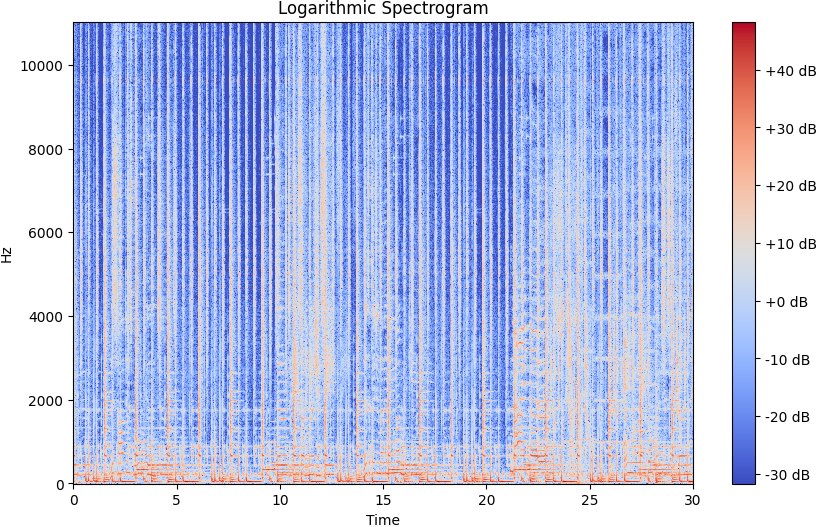 Logarithmic Spectrogram
Hz
10000
8000
6000
4000
2000
0
0 5 10 15 20 25 30
Time
+40 dB
+30 dB
+20 dB
+10 dB
+0 dB
-10 dB
-20 dB
-30 dB